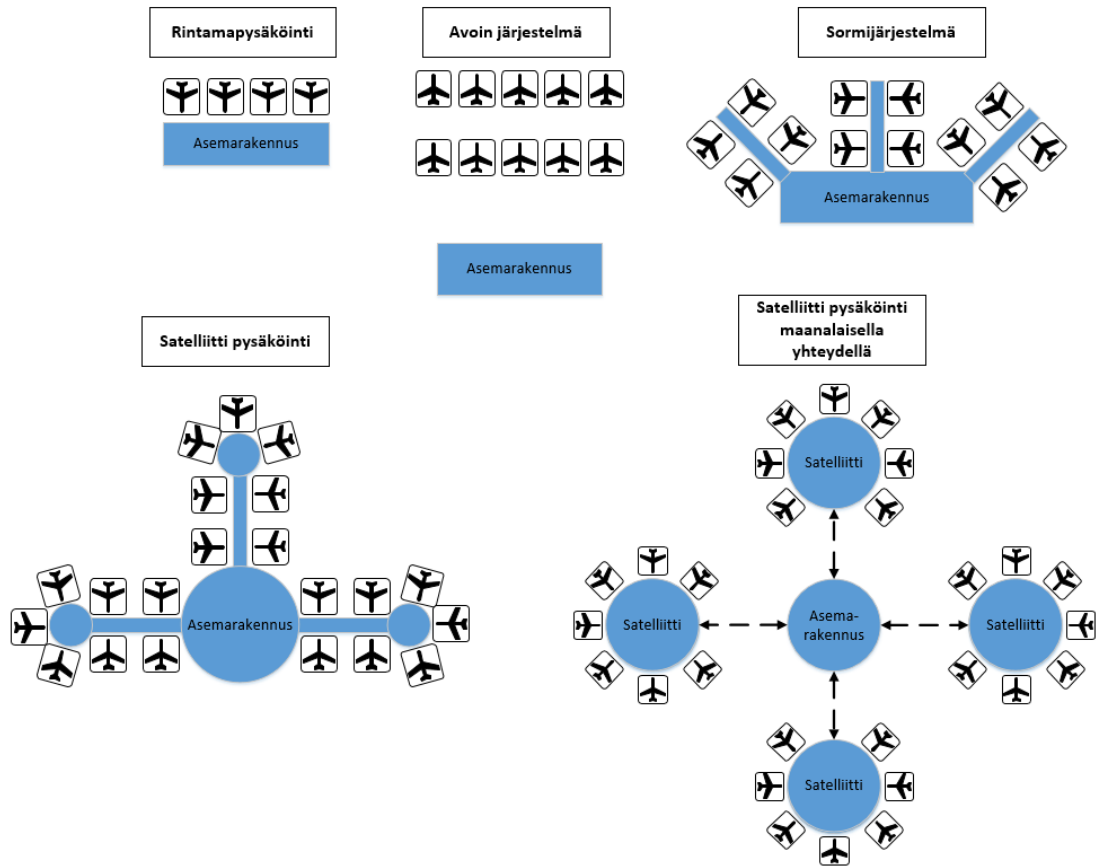 Rintamapysäköinti
Avoin järjestelmä
Sormijärjestelmä
Asemarakennus
Asemarakennus
Asemarakennus
Satelliitti pysäköinti
Satelliitti pysäköinti
maanalaisella
yhteydellä
Satelliitti
Asemarakennus
Satelliitti
Asema-
rakennus
Satelliitti
Satelliitti